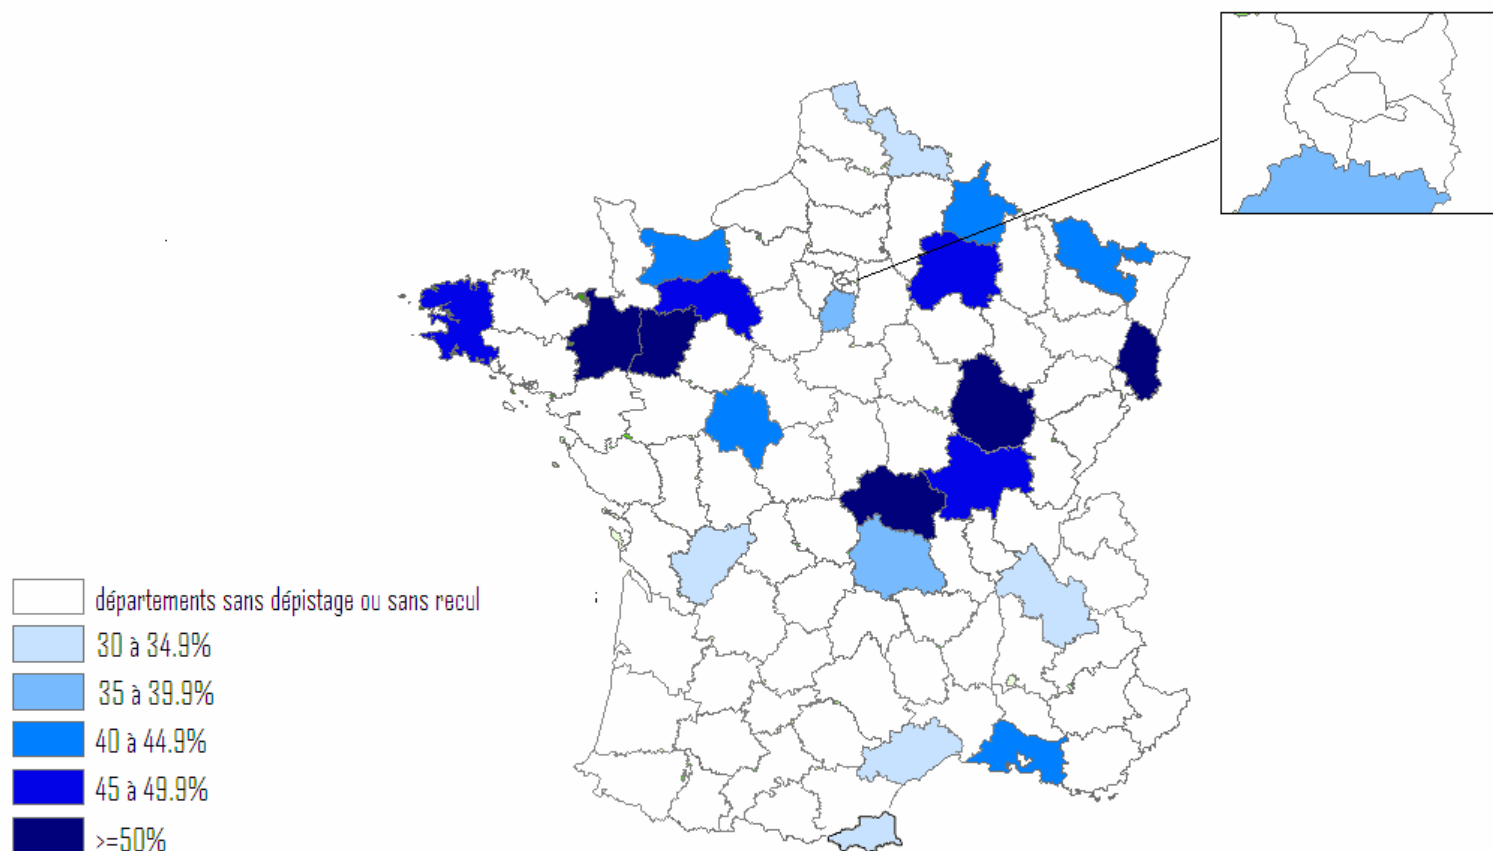 départements sans dépistage ou sans recul
30 à 34.9%
35 à 39.9%
40 à 44.9%
45 à 49.9%
>=50%